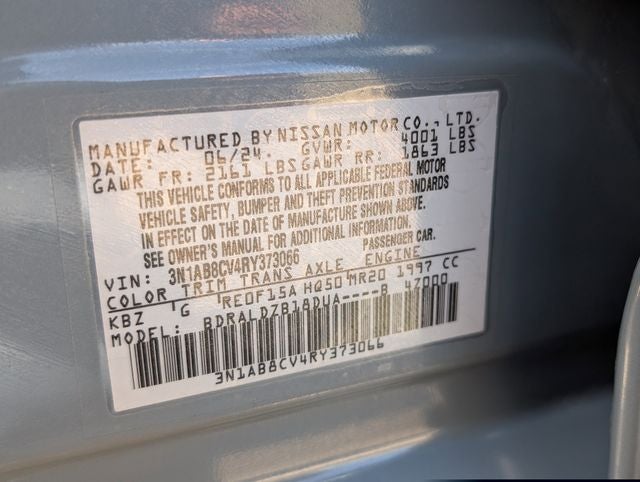 MANUFACTURED BY NISSAN MOTOR CO., LTD.
DATE: 06/24 GVWR: 4001 LBS
GAWR FR: 2161 LBS GAWR RR: 1863 LBS
THIS VEHICLE CONFORMS TO ALL APPLICABLE FEDERAL MOTOR
VEHICLE SAFETY, BUMPER AND THEFT PREVENTION STANDARDS
IN EFFECT ON THE DATE OF MANUFACTURE SHOWN ABOVE.
SEE OWNER'S MANUAL FOR ADDITIONAL INFORMATION.
VIN: 3N1AB8CV4RY373066 PASSENGER CAR.
COLOR TRIM TRANS AXLE ENGINE
KBZ G RE0F15A HQ50 MR20 1997 CC
MODEL: BDRALDZB18DUA----B 47000
3N1AB8CV4RY373066